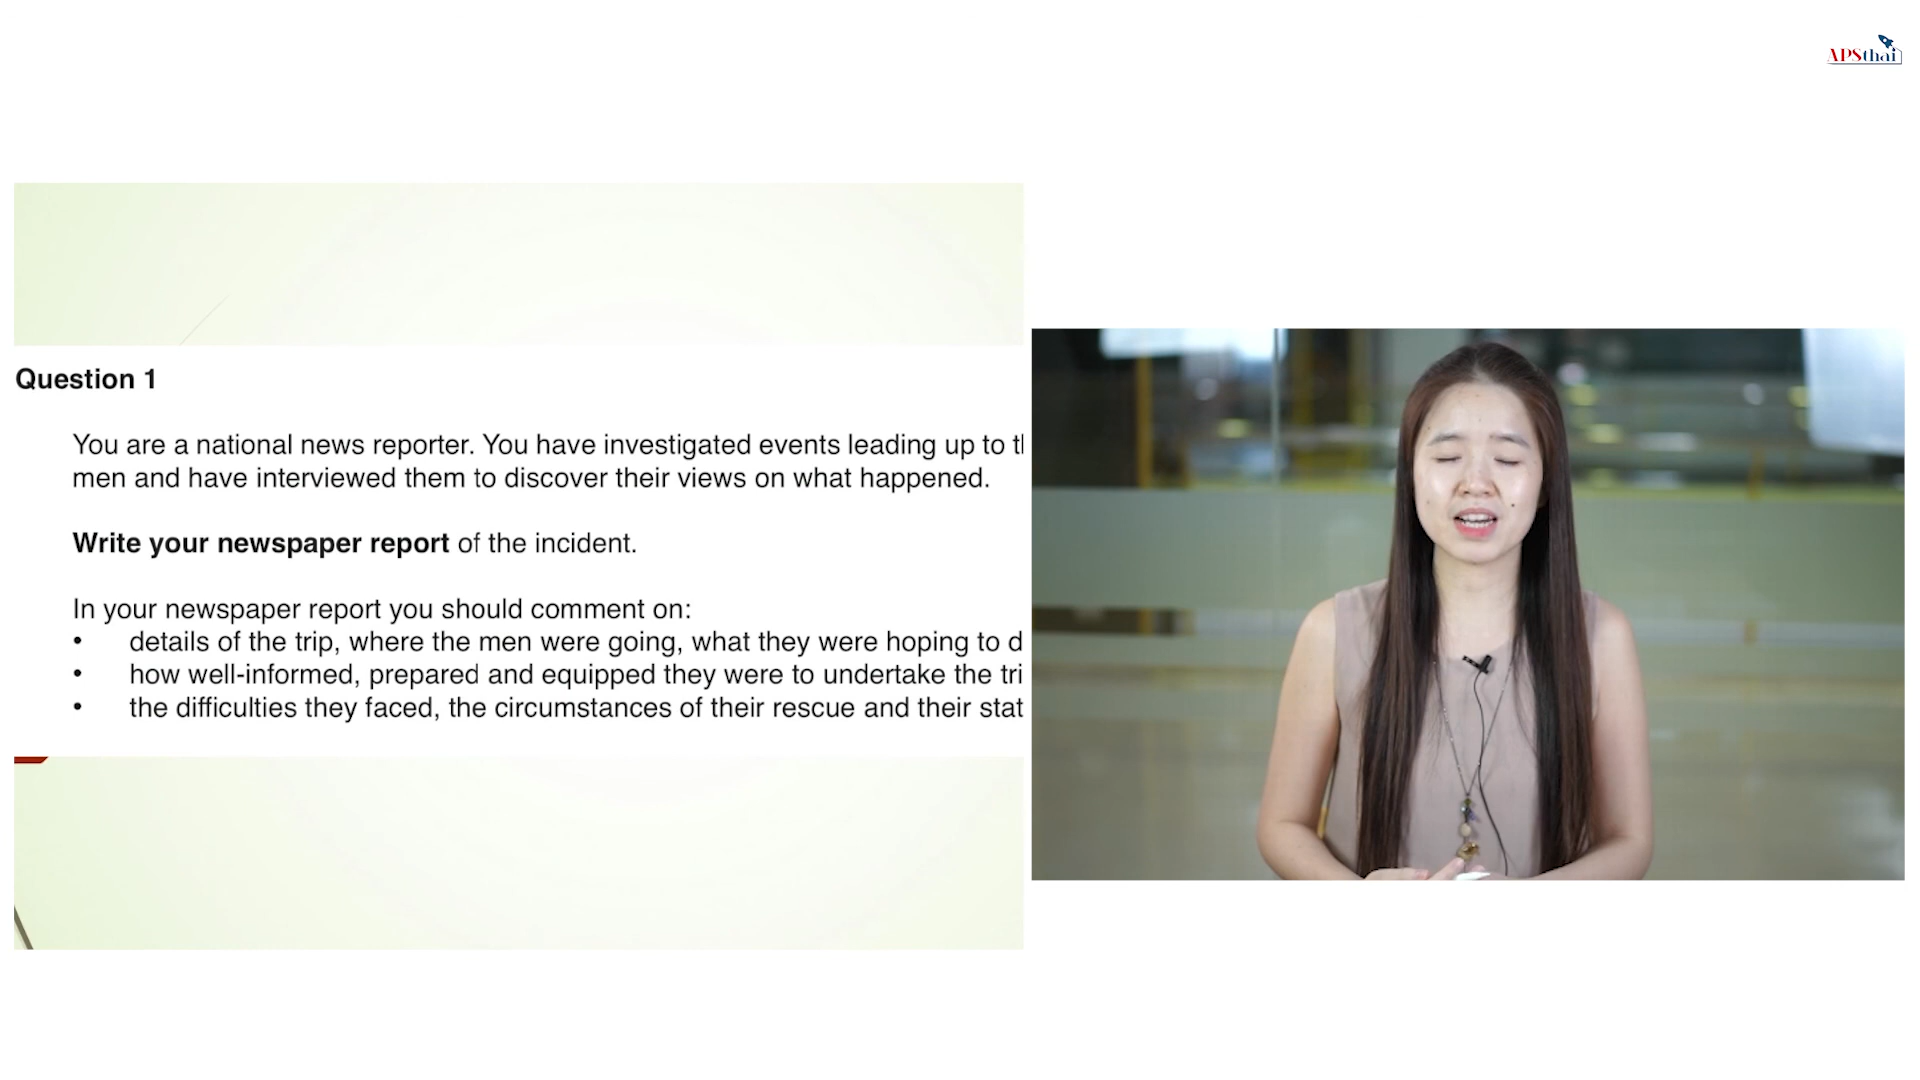 APSthai
Question 1
You are a national news reporter. You have investigated events leading up to
men and have interviewed them to discover their views on what happened.
Write your newspaper report of the incident.
In your newspaper report you should comment on:
• details of the trip, where the men were going, what they were hoping to
• how well-informed, prepared and equipped they were to undertake the
• the difficulties they faced, the circumstances of their rescue and their